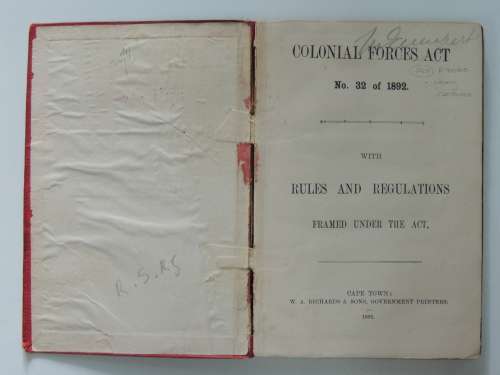 R. S. R. S
COLONIAL FORCES ACT
No. 32 of 1892.
WITH
RULES AND REGULATIONS
FRAMED UNDER THE ACT.
CAPE TOWN:
W. A. RICHARDS & SONS, GOVERNMENT PRINTERS.
1892.